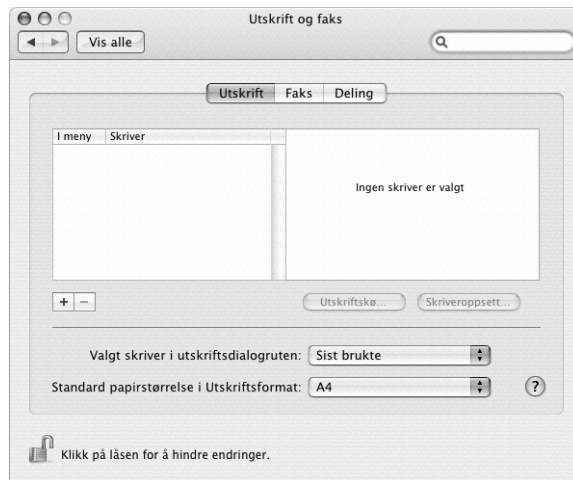 Utskrift og faks
Vis alle
Utskrift Faks Deling
I meny Skriver
Ingen skriver er valgt
+ −
Utskriftskø... Skriveroppsett...
Valgt skriver i utskriftsdialogruten: Sist brukte
Standard papirstørrelse i Utskriftsformat: A4 ?
Klikk på låsen for å hindre endringer.